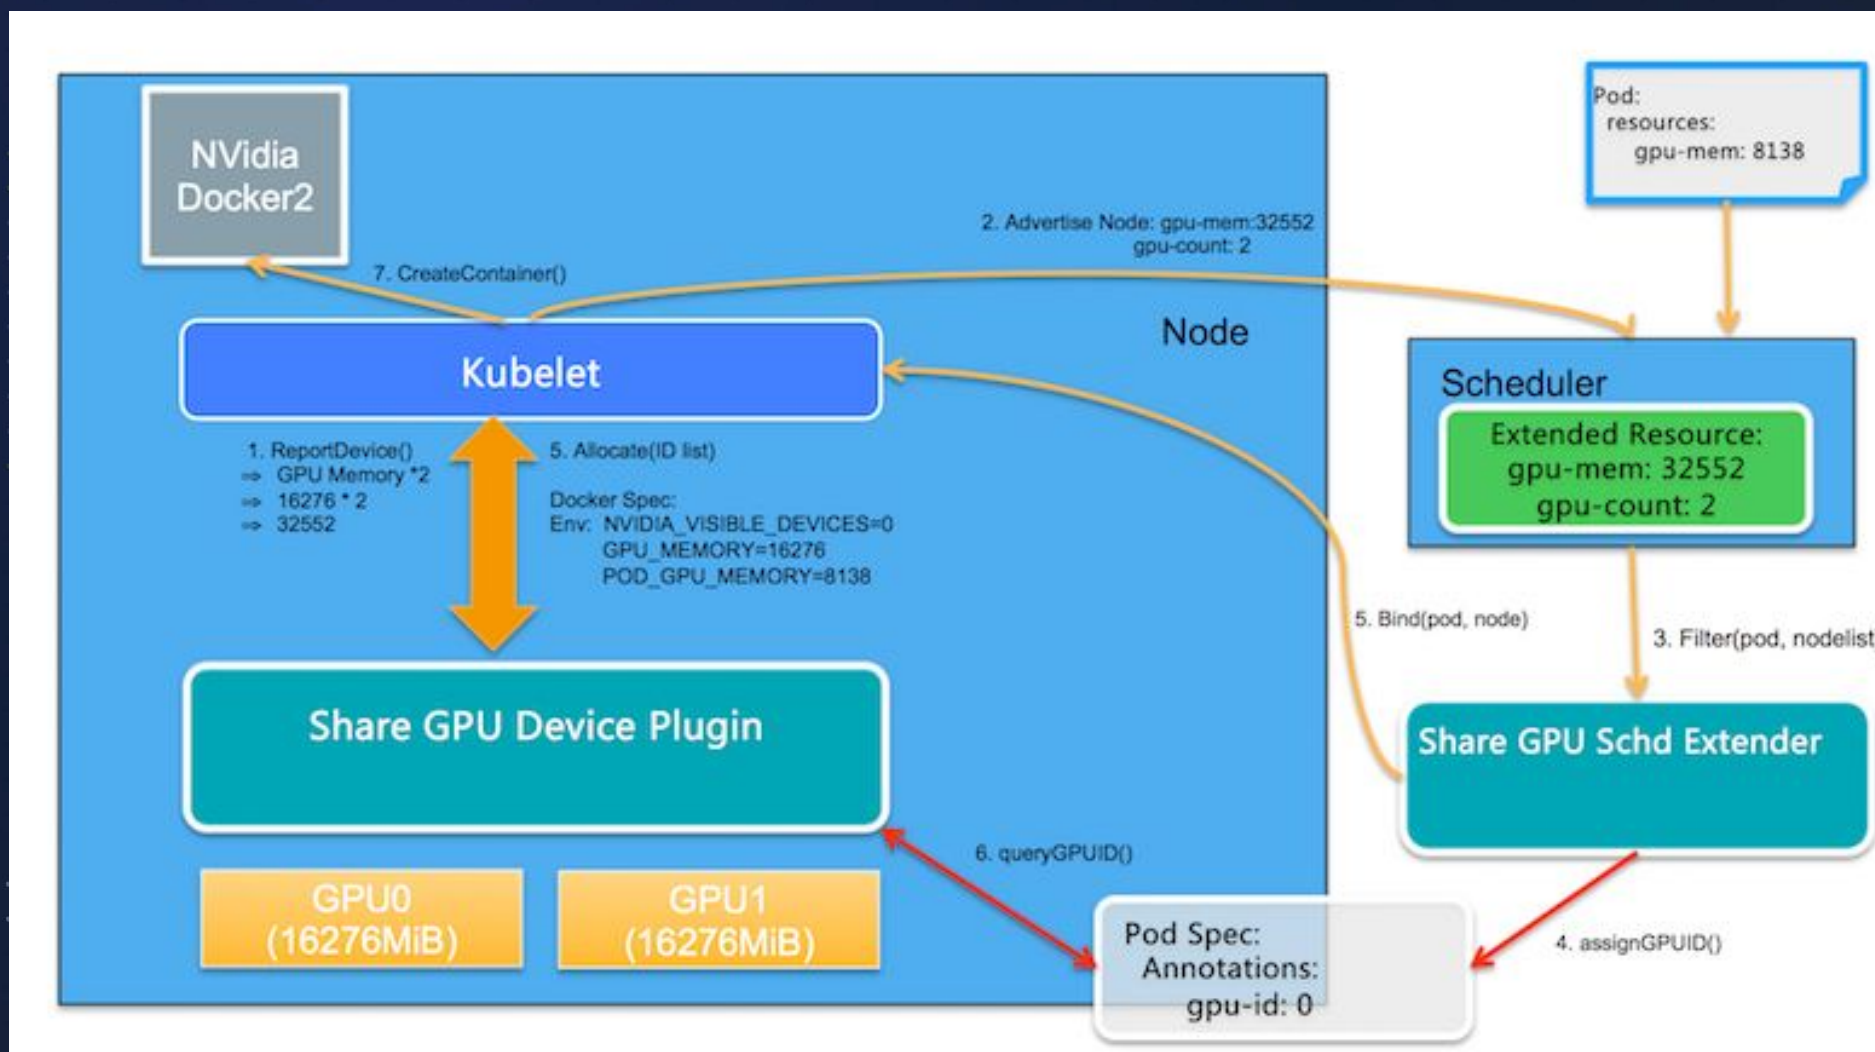 NVidia
Docker2
Pod:
resources:
gpu-mem: 8138
2. Advertise Node: gpu-mem:32552
gpu-count: 2
7. CreateContainer()
Node
Kubelet
Scheduler
Extended Resource:
gpu-mem: 32552
gpu-count: 2
1. ReportDevice()
⇒ GPU Memory *2
⇒ 16276 * 2
⇒ 32552
5. Allocate(ID list)
Docker Spec:
Env: NVIDIA_VISIBLE_DEVICES=0
GPU_MEMORY=16276
POD_GPU_MEMORY=8138
5. Bind(pod, node)
3. Filter(pod, nodelist
Share GPU Device Plugin
Share GPU Schd Extender
6. queryGPUID()
GPU0
(16276MiB)
GPU1
(16276MiB)
Pod Spec:
Annotations:
gpu-id: 0
4. assignGPUID()